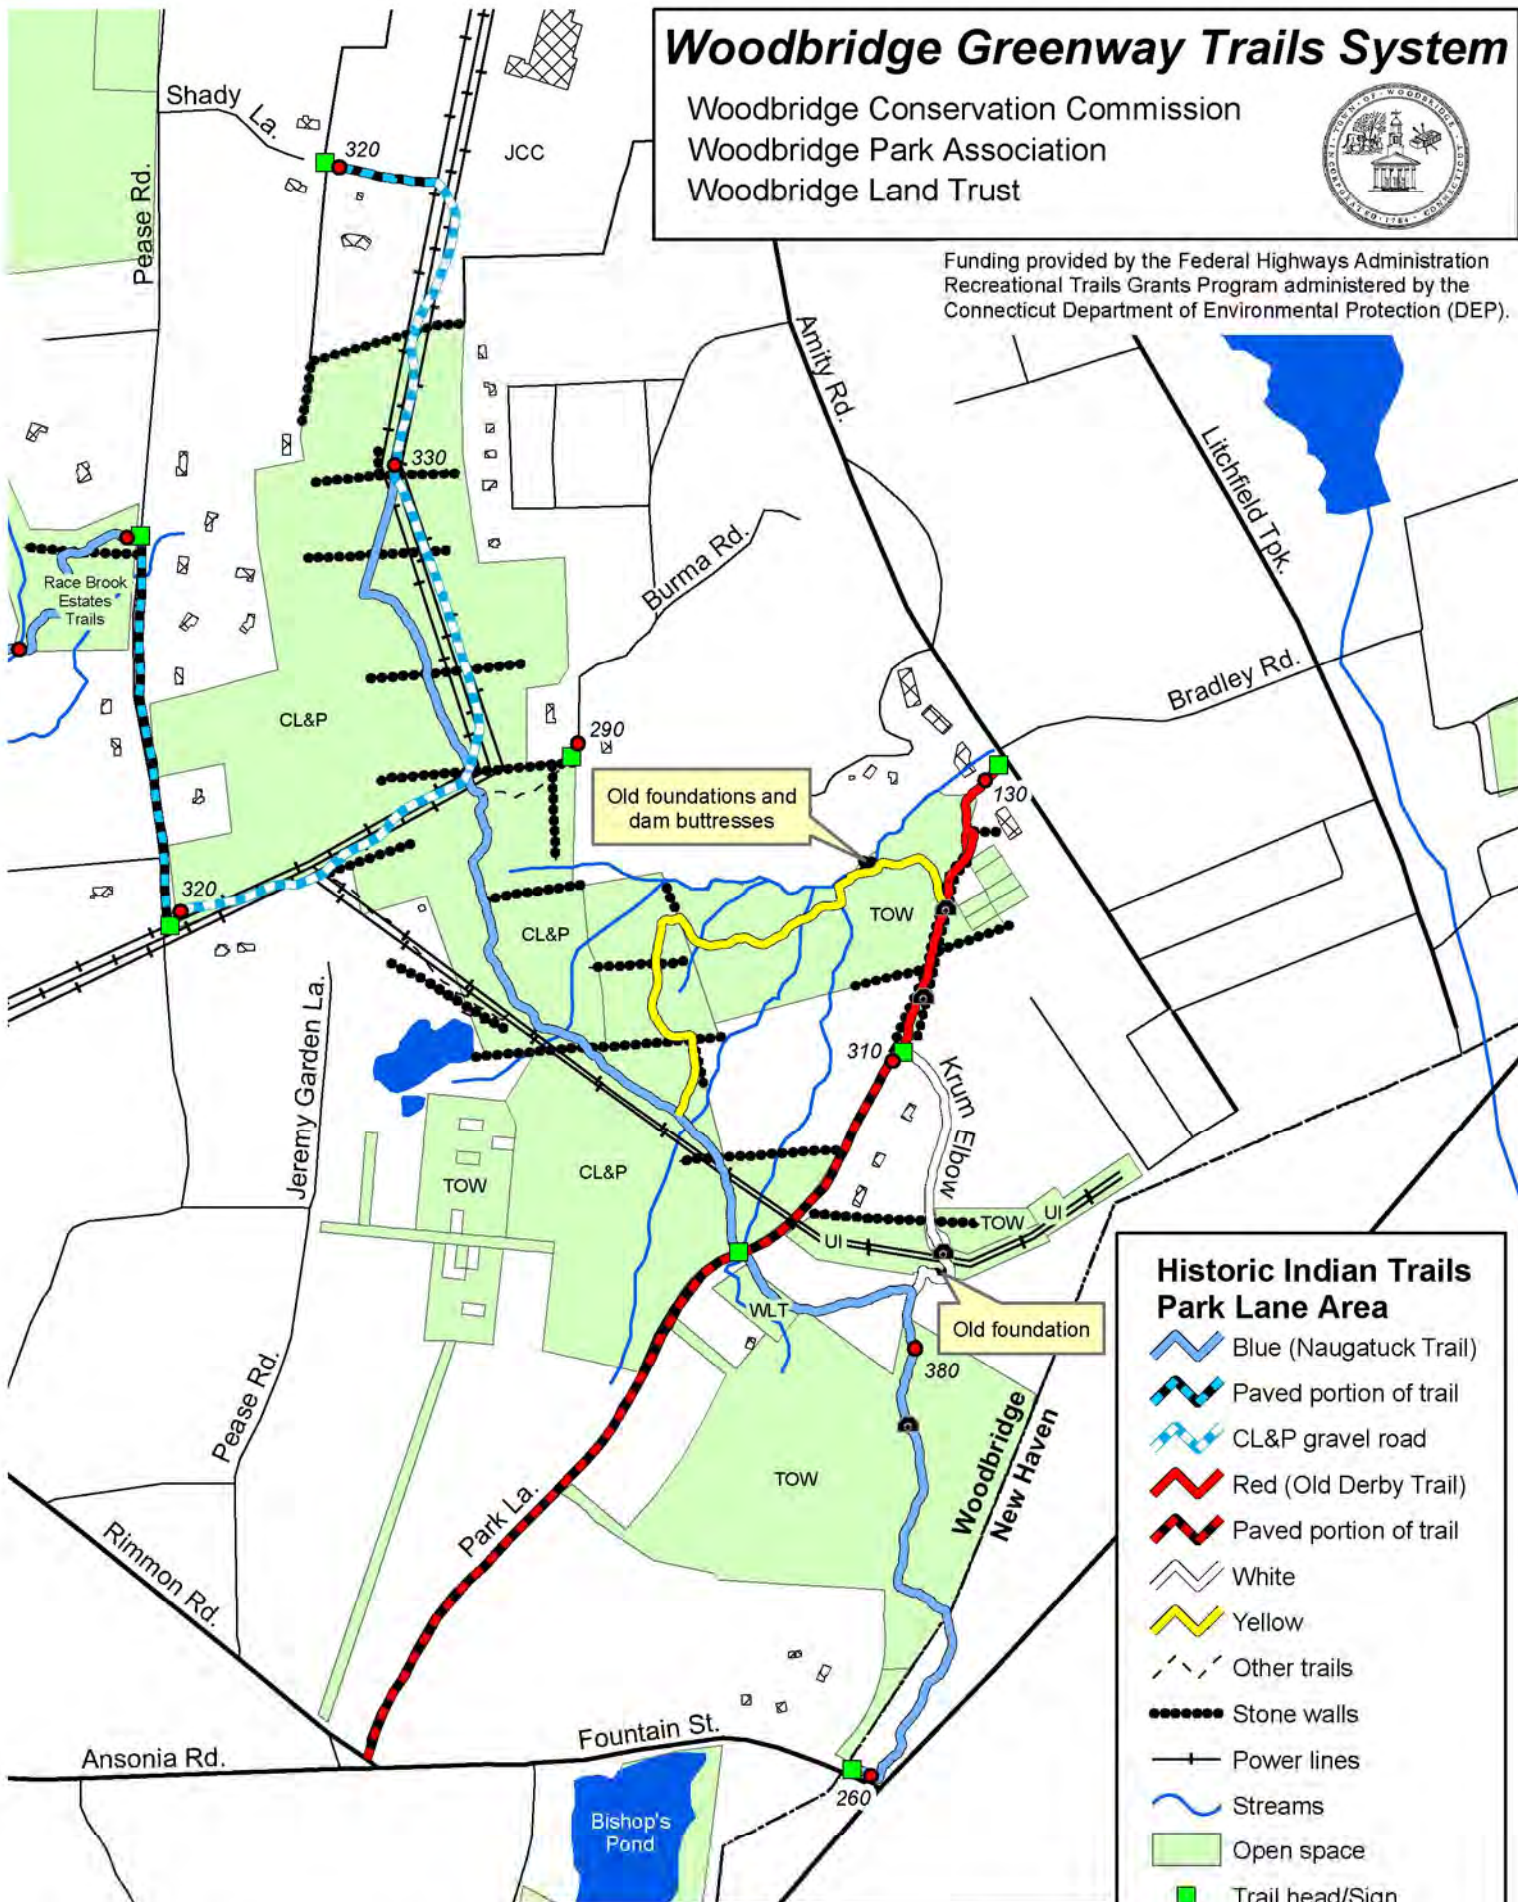 Woodbridge Greenway Trails System
Woodbridge Conservation Commission
Woodbridge Park Association
Woodbridge Land Trust
TOWN OF WOODBRIDGE
INCORPORATED 1784 CONNECTICUT
Funding provided by the Federal Highways Administration
Recreational Trails Grants Program administered by the
Connecticut Department of Environmental Protection (DEP).
Shady La.
320
JCC
Pease Rd.
Amity Rd.
330
Litchfield Tpk.
Race Brook
Estates
Trails
Burma Rd.
Bradley Rd.
CL&P
290
Old foundations and
dam buttresses
130
320
TOW
CL&P
Jeremy Garden La.
310
Krum Elbow
CL&P
TOW
TOW
UI
UI
WLT
Old foundation
380
Pease Rd.
TOW
Woodbridge
New Haven
Park La.
Rimmon Rd.
Fountain St.
Ansonia Rd.
260
Bishop's
Pond
Historic Indian Trails
Park Lane Area
Blue (Naugatuck Trail)
Paved portion of trail
CL&P gravel road
Red (Old Derby Trail)
Paved portion of trail
White
Yellow
Other trails
Stone walls
Power lines
Streams
Open space
Trail head/Sign